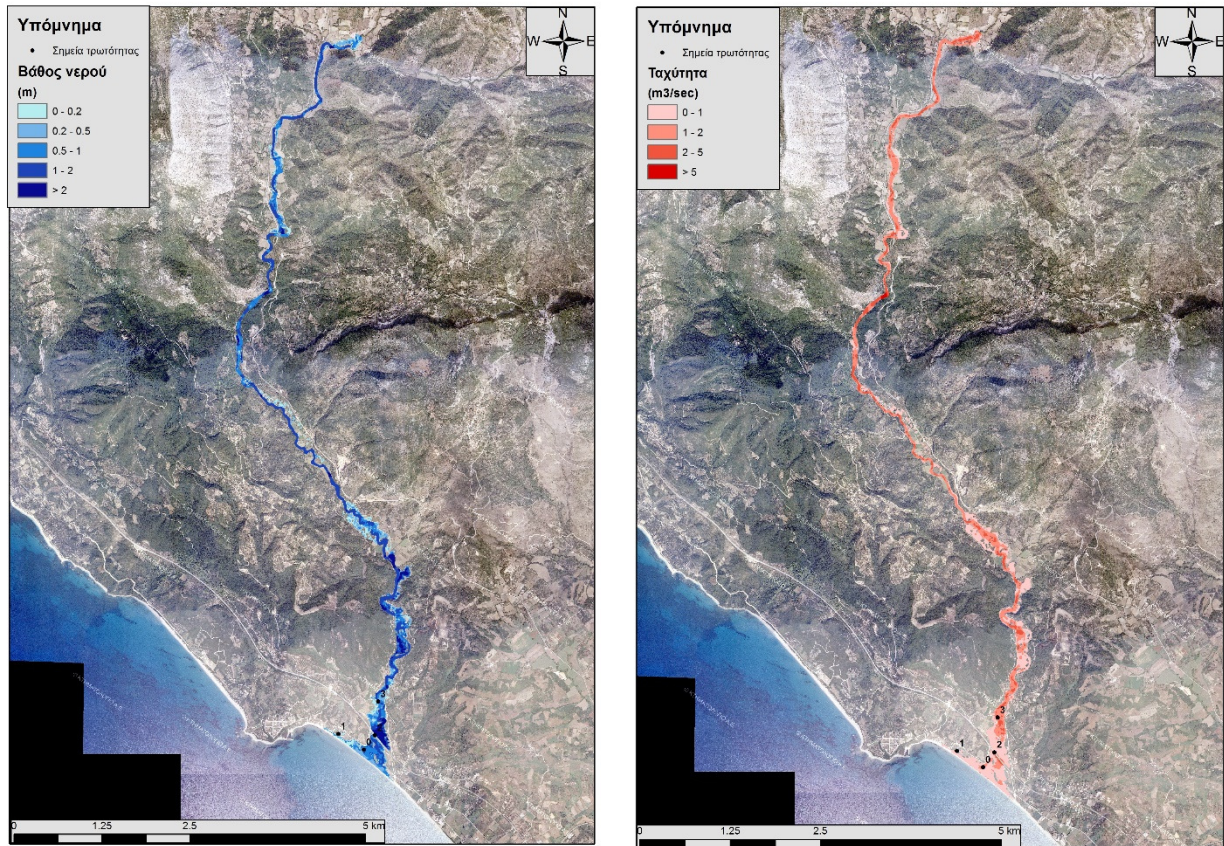 Υπόμνημα
Σημεία τρωτότητας
Βάθος νερού
(m)
0 - 0.2
0.2 - 0.5
0.5 - 1
1 - 2
> 2
N
W E
S
3
1
0
0 1.25 2.5 5 km
Υπόμνημα
Σημεία τρωτότητας
Ταχύτητα
(m3/sec)
0 - 1
1 - 2
2 - 5
> 5
N
W E
S
3
1
2
0
0 1.25 2.5 5 km